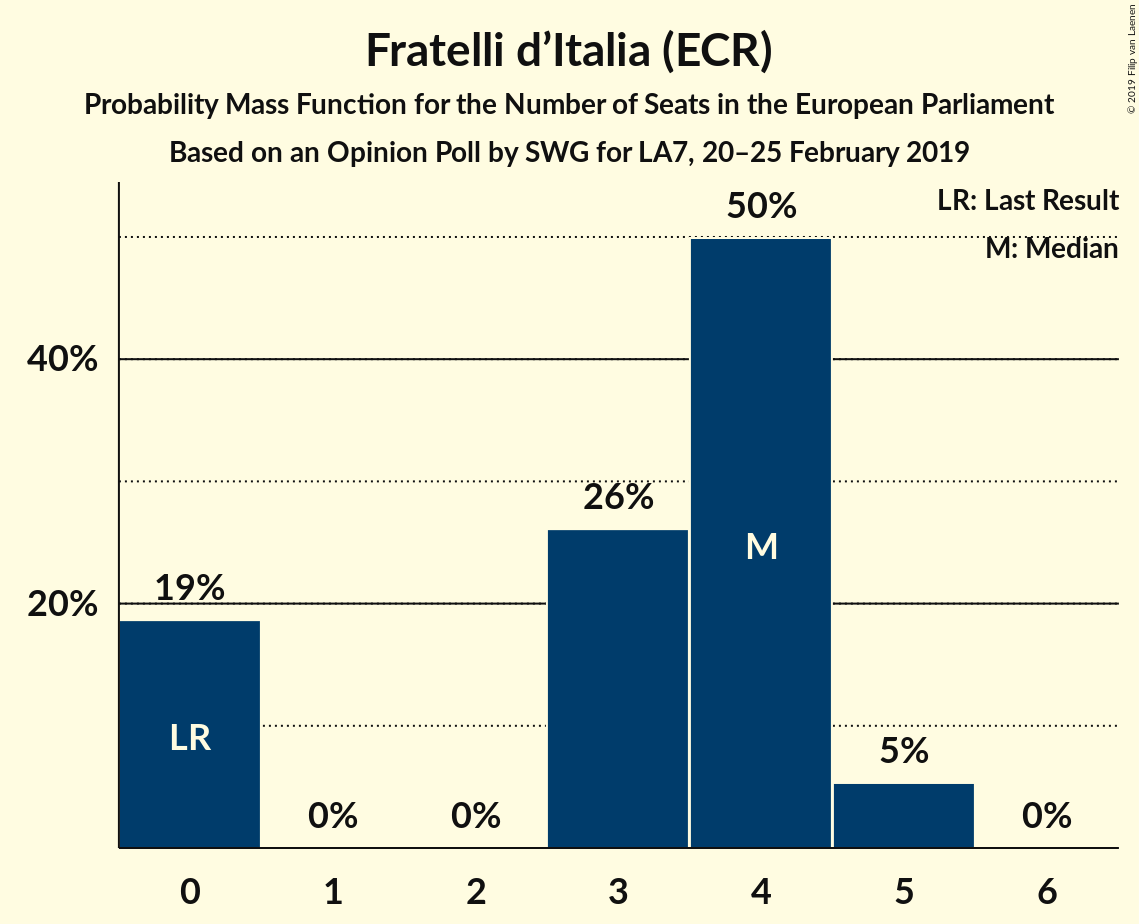 Fratelli d’Italia (ECR)
Probability Mass Function for the Number of Seats in the European Parliament
Based on an Opinion Poll by SWG for LA7, 20–25 February 2019
© 2019 Filip van Laenen
LR: Last Result
M: Median
50%
40%
26%
M
19%
20%
LR
5%
0%
0%
0%
0
1
2
3
4
5
6